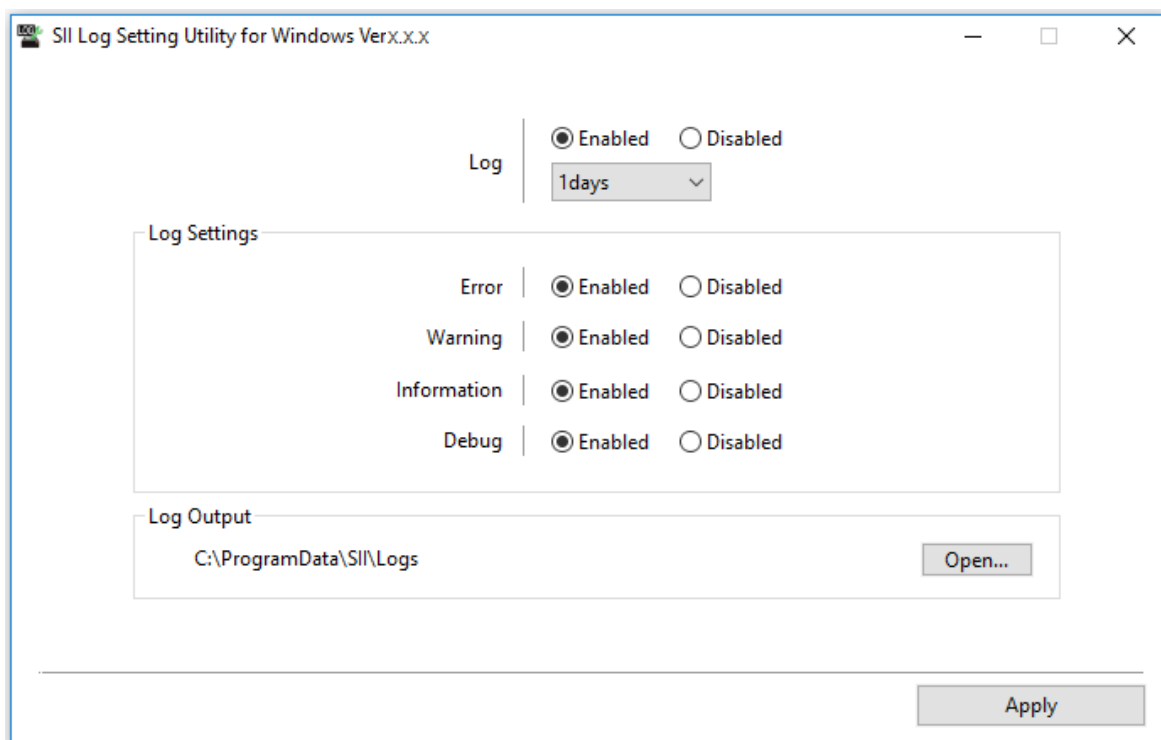 LOG
SII Log Setting Utility for Windows Verx.x.x
Log
Enabled Disabled
1days
Log Settings
Error Enabled Disabled
Warning Enabled Disabled
Information Enabled Disabled
Debug Enabled Disabled
Log Output
C:\ProgramData\SII\Logs Open...
Apply